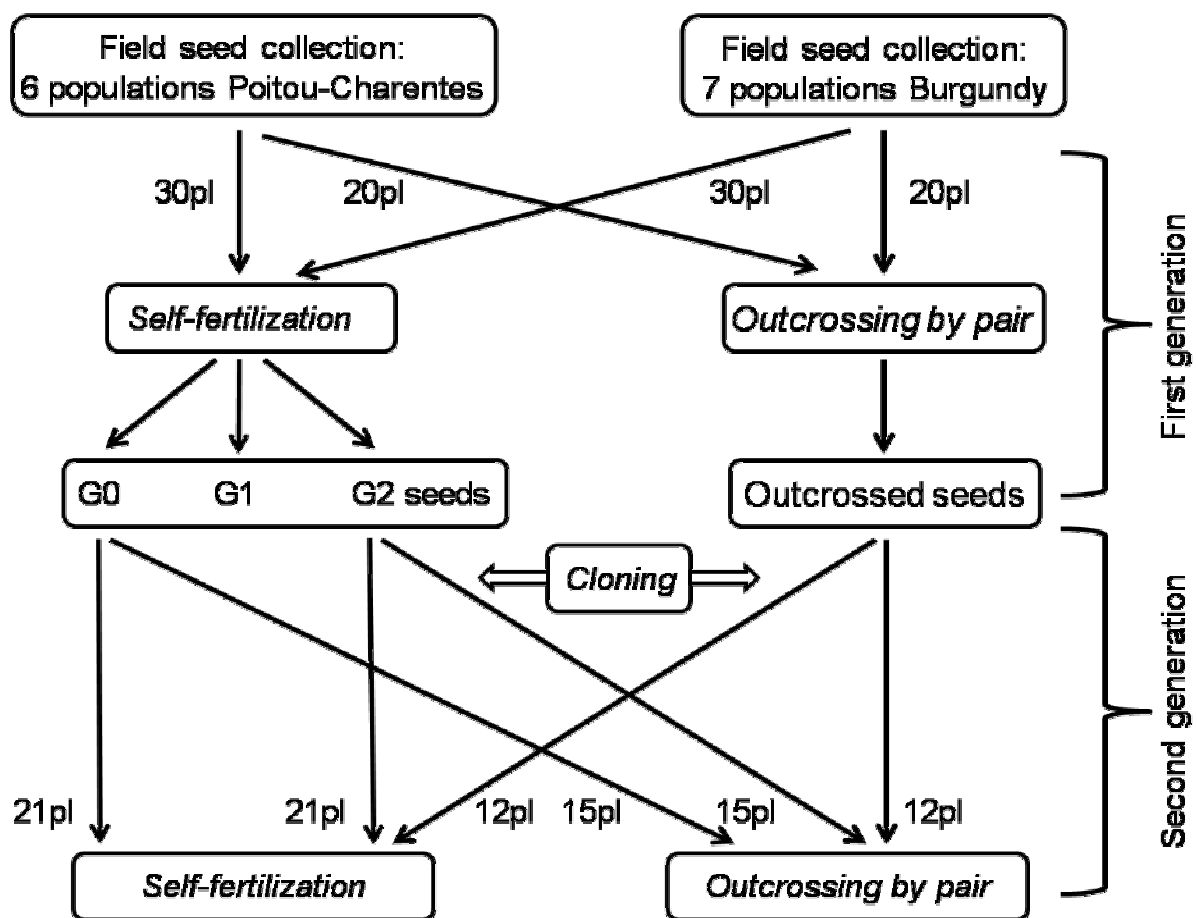 Field seed collection:
6 populations Poitou-Charentes
Field seed collection:
7 populations Burgundy
30pl
20pl
30pl
20pl
Self-fertilization
Outcrossing by pair
First generation
G0 G1 G2 seeds
Outcrossed seeds
Cloning
Second generation
21pl
21pl
12pl
15pl
15pl
12pl
Self-fertilization
Outcrossing by pair